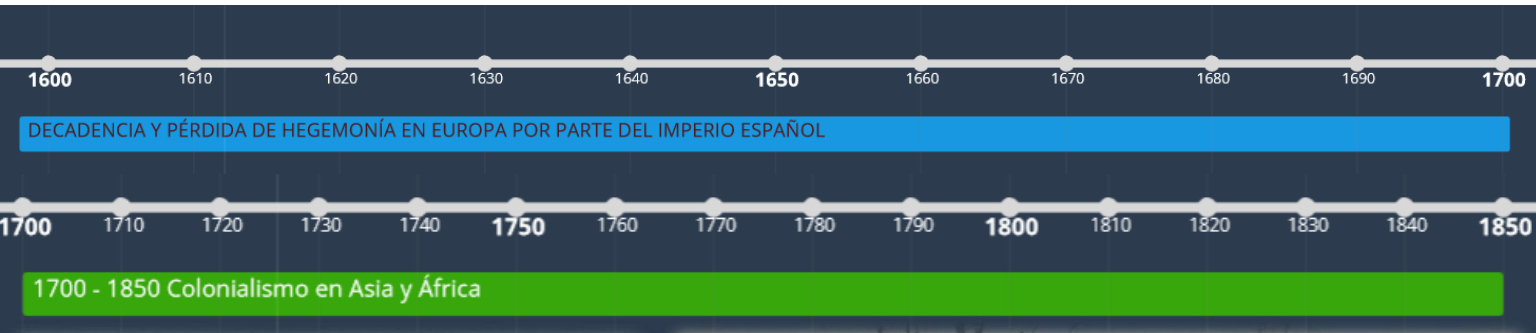 1600 1610 1620 1630 1640 1650 1660 1670 1680 1690 1700
DECADENCIA Y PÉRDIDA DE HEGEMONÍA EN EUROPA POR PARTE DEL IMPERIO ESPAÑOL
1700 1710 1720 1730 1740 1750 1760 1770 1780 1790 1800 1810 1820 1830 1840 1850
1700 - 1850 Colonialismo en Asia y África